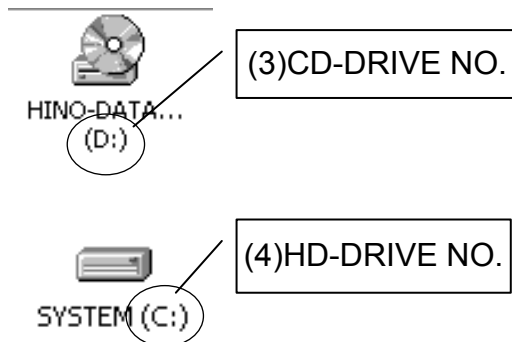 (3)CD-DRIVE NO.
HINO-DATA...
(D:)
(4)HD-DRIVE NO.
SYSTEM (C:)